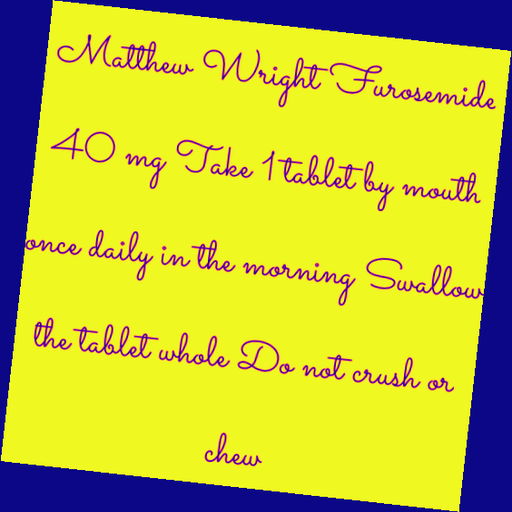 Matthew Wright Furosemide
40 mg Take 1 tablet by mouth
once daily in the morning Swallow
the tablet whole Do not crush or
chew